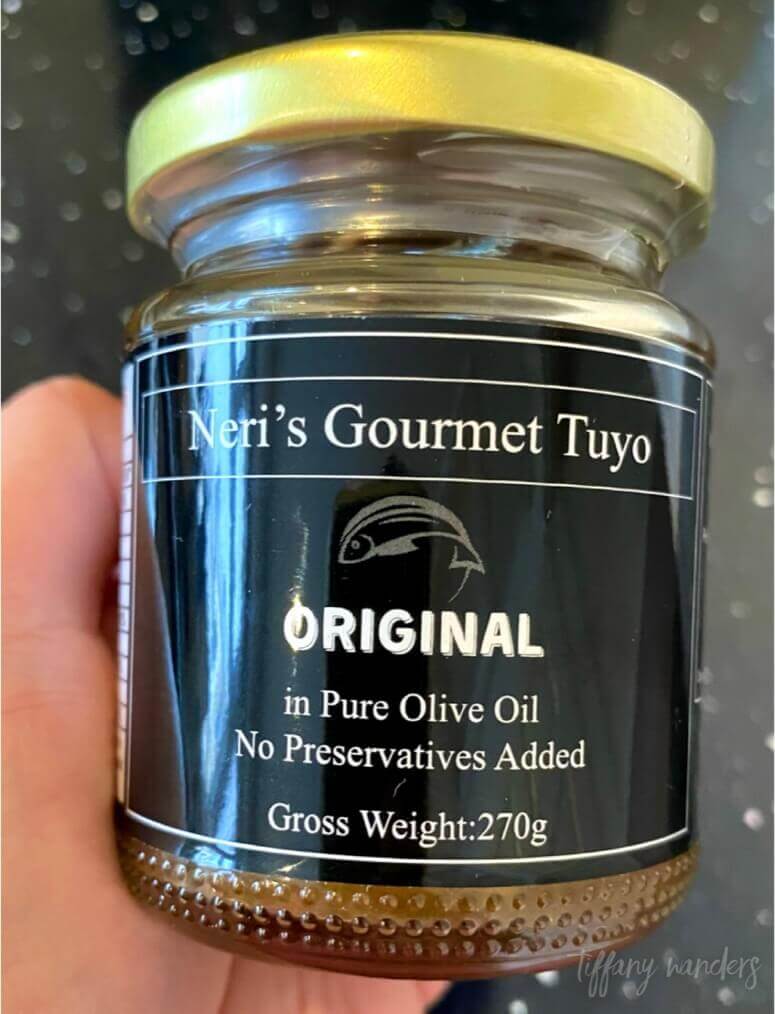 Neri's Gourmet Tuyo
ORIGINAL
in Pure Olive Oil
No Preservatives Added
Gross Weight:270g
Tiffany wanders